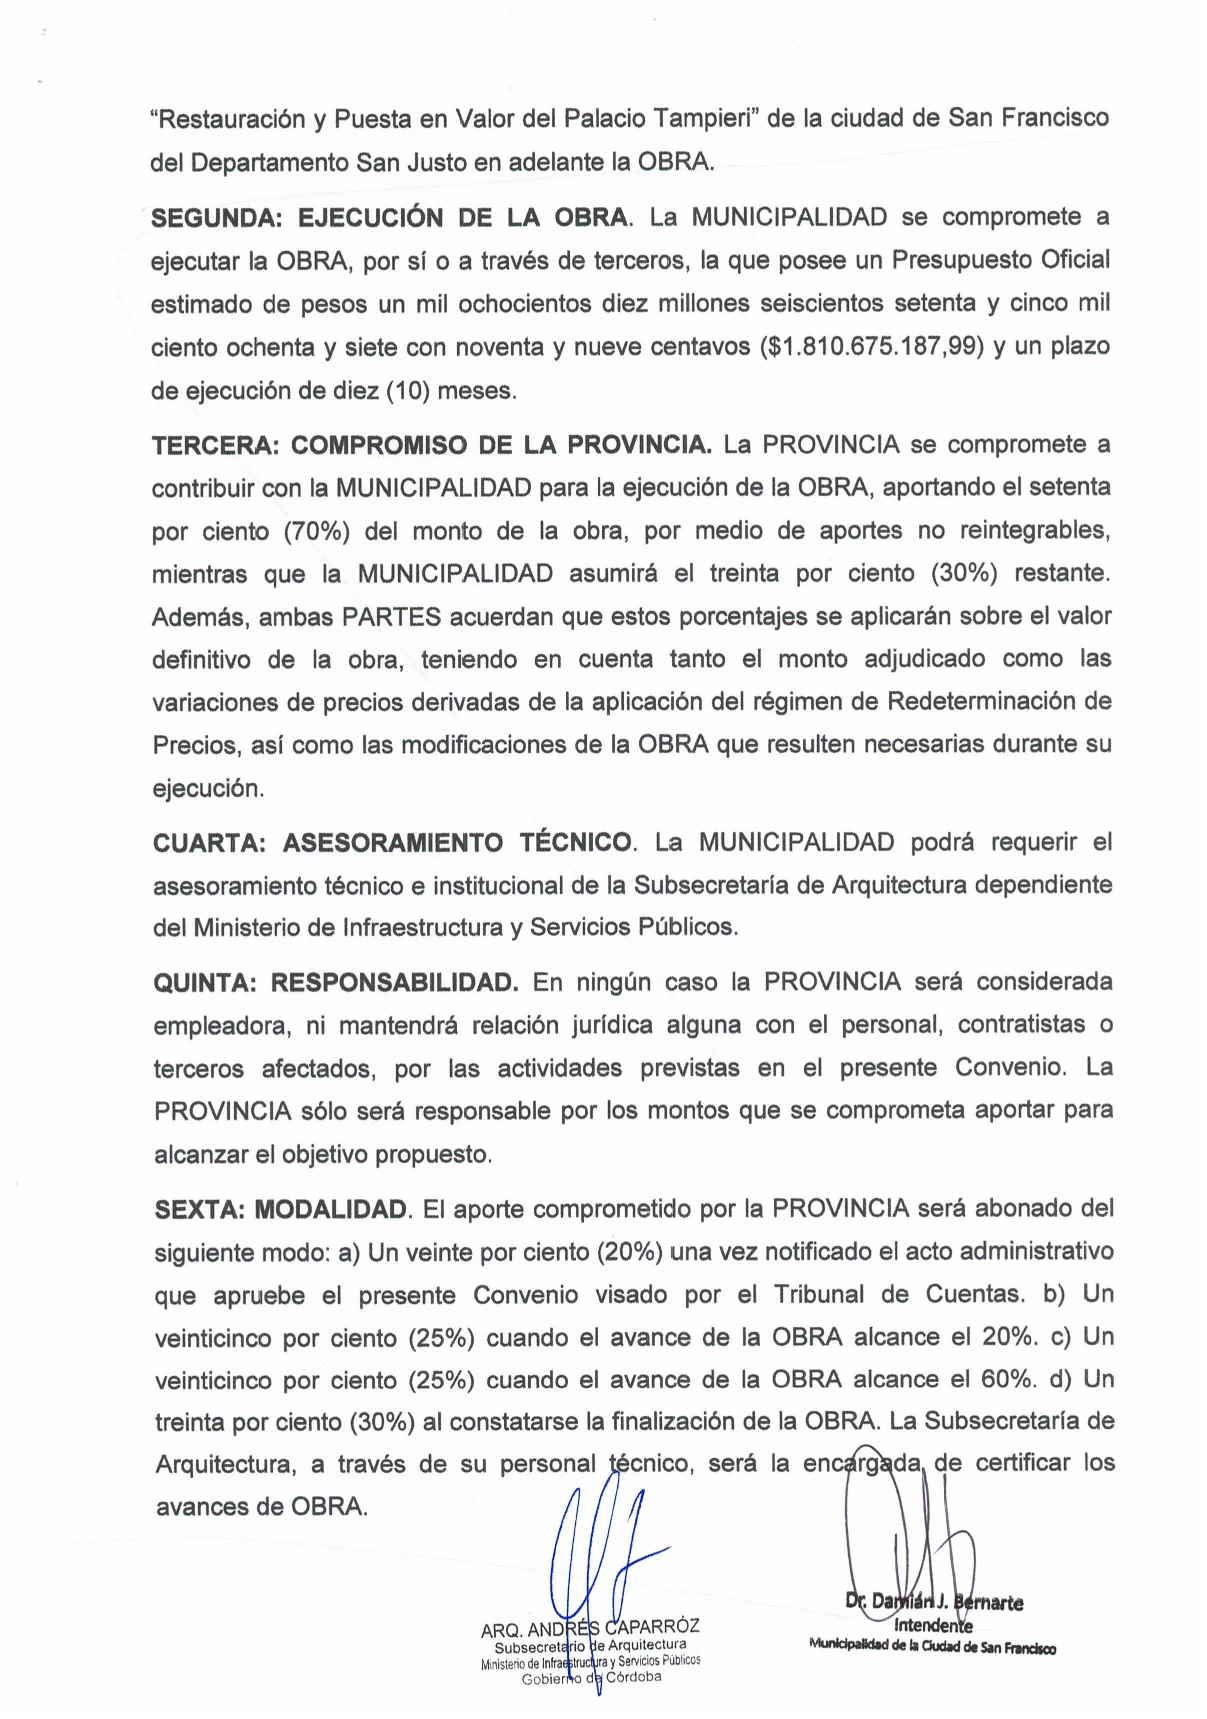 “Restauración y Puesta en Valor del Palacio Tampieri” de la ciudad de San Francisco
del Departamento San Justo en adelante la OBRA.
SEGUNDA: EJECUCIÓN DE LA OBRA. La MUNICIPALIDAD se compromete a
ejecutar la OBRA, por sí o a través de terceros, la que posee un Presupuesto Oficial
estimado de pesos un mil ochocientos diez millones seiscientos setenta y cinco mil
ciento ochenta y siete con noventa y nueve centavos ($1.810.675.187,99) y un plazo
de ejecución de diez (10) meses.
TERCERA: COMPROMISO DE LA PROVINCIA. La PROVINCIA se compromete a
contribuir con la MUNICIPALIDAD para la ejecución de la OBRA, aportando el setenta
por ciento (70%) del monto de la obra, por medio de aportes no reintegrables,
mientras que la MUNICIPALIDAD asumirá el treinta por ciento (30%) restante.
Además, ambas PARTES acuerdan que estos porcentajes se aplicarán sobre el valor
definitivo de la obra, teniendo en cuenta tanto el monto adjudicado como las
variaciones de precios derivadas de la aplicación del régimen de Redeterminación de
Precios, así como las modificaciones de la OBRA que resulten necesarias durante su
ejecución.
CUARTA: ASESORAMIENTO TÉCNICO. La MUNICIPALIDAD podrá requerir el
asesoramiento técnico e institucional de la Subsecretaría de Arquitectura dependiente
del Ministerio de Infraestructura y Servicios Públicos.
QUINTA: RESPONSABILIDAD. En ningún caso la PROVINCIA será considerada
empleadora, ni mantendrá relación jurídica alguna con el personal, contratistas o
terceros afectados, por las actividades previstas en el presente Convenio. La
PROVINCIA sólo será responsable por los montos que se comprometa aportar para
alcanzar el objetivo propuesto.
SEXTA: MODALIDAD. El aporte comprometido por la PROVINCIA será abonado del
siguiente modo: a) Un veinte por ciento (20%) una vez notificado el acto administrativo
que apruebe el presente Convenio visado por el Tribunal de Cuentas. b) Un
veinticinco por ciento (25%) cuando el avance de la OBRA alcance el 20%. c) Un
veinticinco por ciento (25%) cuando el avance de la OBRA alcance el 60%. d) Un
treinta por ciento (30%) al constatarse la finalización de la OBRA. La Subsecretaría de
Arquitectura, a través de su personal técnico, será la encargada de certificar los
avances de OBRA.
ARQ. ANDRÉS CAPARRÓZ
Subsecretario de Arquitectura
Ministerio de Infraestructura y Servicios Públicos
Gobierno de Córdoba
Dr. Damián J. Bernarte
Intendente
Municipalidad de la Ciudad de San Francisco